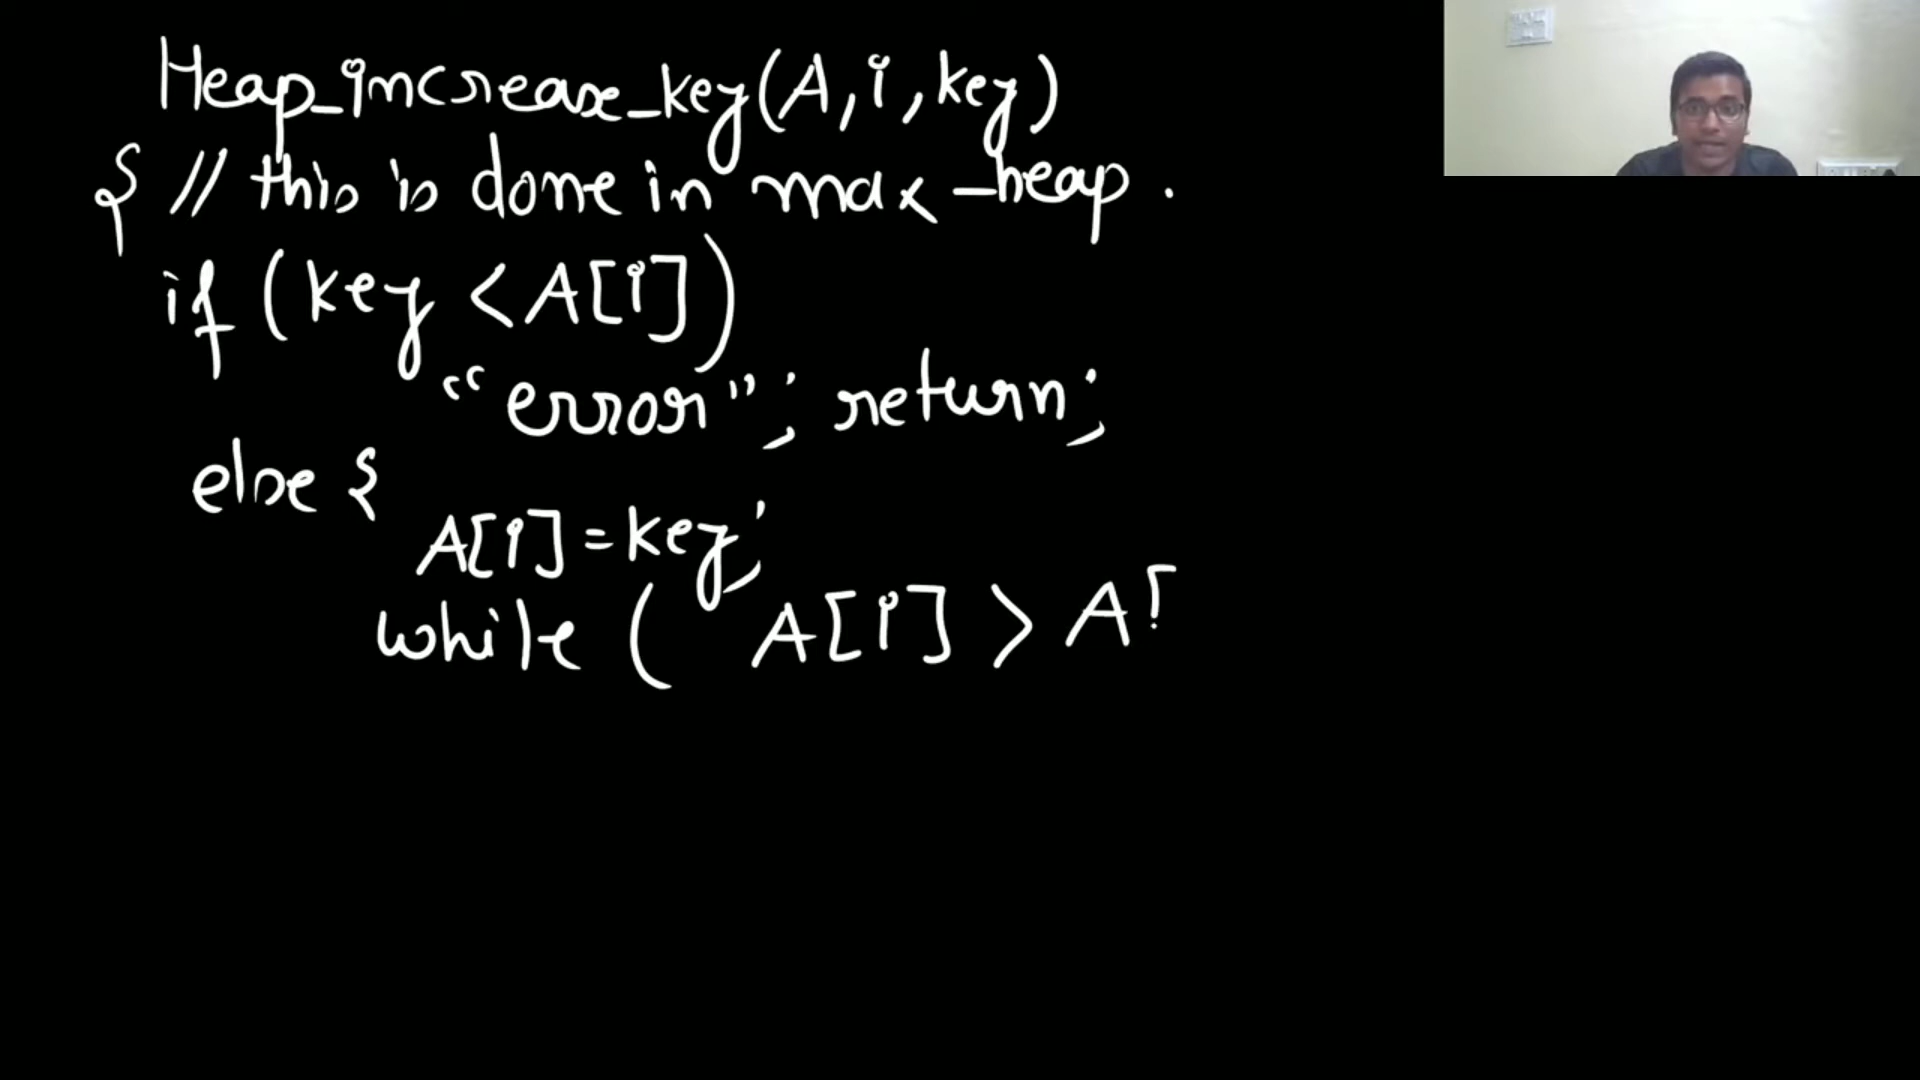 Heap_increase_key(A,i,key)
{ // this is done in max-heap.
if (key <A[i])
"error"; return;
else {
A[i]=key;
while ( A[i] > A[